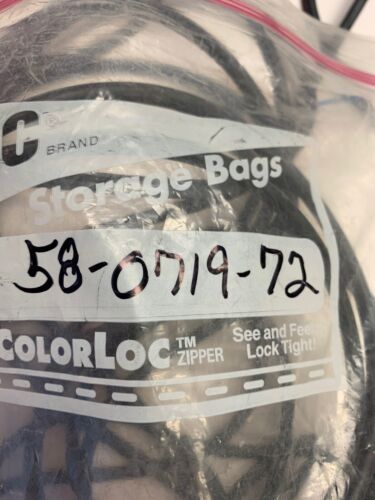 C®
BRAND
Storage Bags
58-0719-72
COLORLOC™
ZIPPER
See and Feel
Lock Tight!